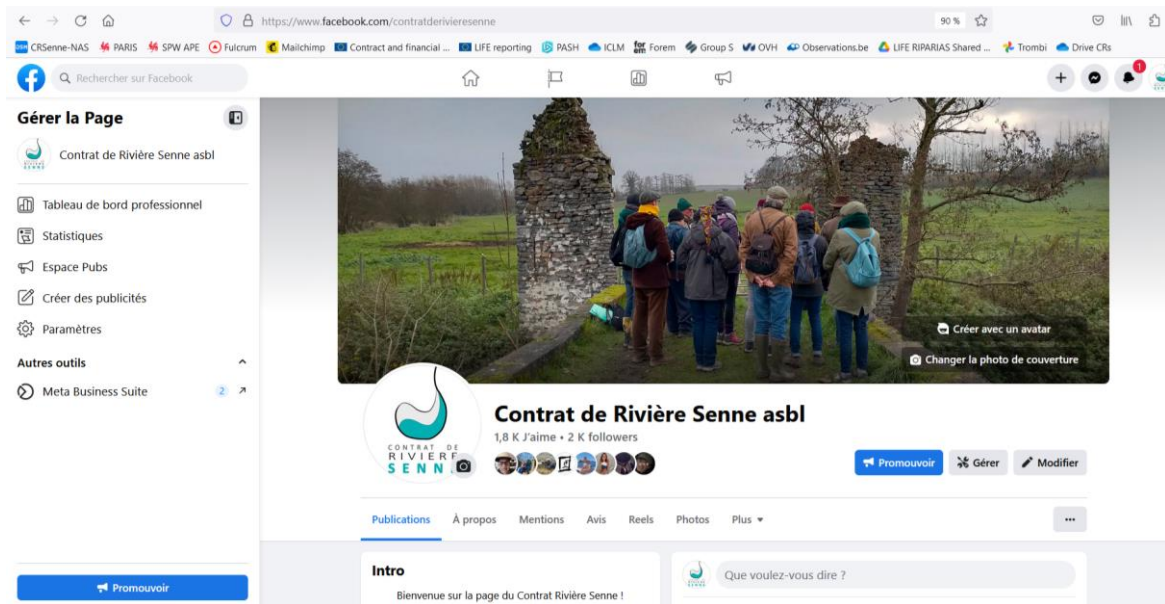 90 %
https://www.facebook.com/contratderivieresenne
CRSenne-NAS PARIS SPW APE Fulcrum Mailchimp Contract and financial ... LIFE reporting PASH ICLM Forem Group S OVH Observations.be LIFE RIPARIAS Shared ... Trombi Drive CRs
Rechercher sur Facebook
1
Gérer la Page
Contrat de Rivière Senne asbl
Tableau de bord professionnel
Statistiques
Espace Pubs
Créer des publicités
Paramètres
Autres outils
Meta Business Suite 2
Promouvoir
Créer avec un avatar
Changer la photo de couverture
CONTRAT DE
RIVIERE
SENN
Contrat de Rivière Senne asbl
1,8 K J'aime • 2 K followers
Promouvoir Gérer Modifier
Publications À propos Mentions Avis Reels Photos Plus
...
Intro
Bienvenue sur la page du Contrat Rivière Senne !
Que voulez-vous dire ?